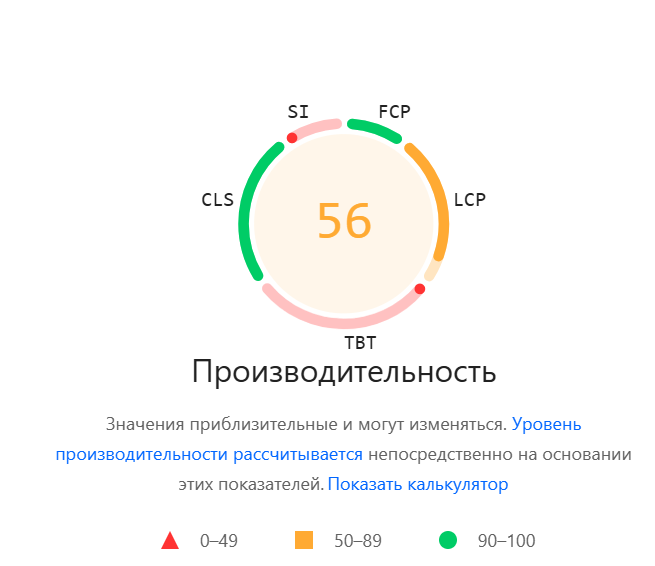 SI
FCP
CLS
56
LCP
TBT
Производительность
Значения приблизительные и могут изменяться. Уровень
производительности рассчитывается непосредственно на основании
этих показателей. Показать калькулятор
0–49
50–89
90–100